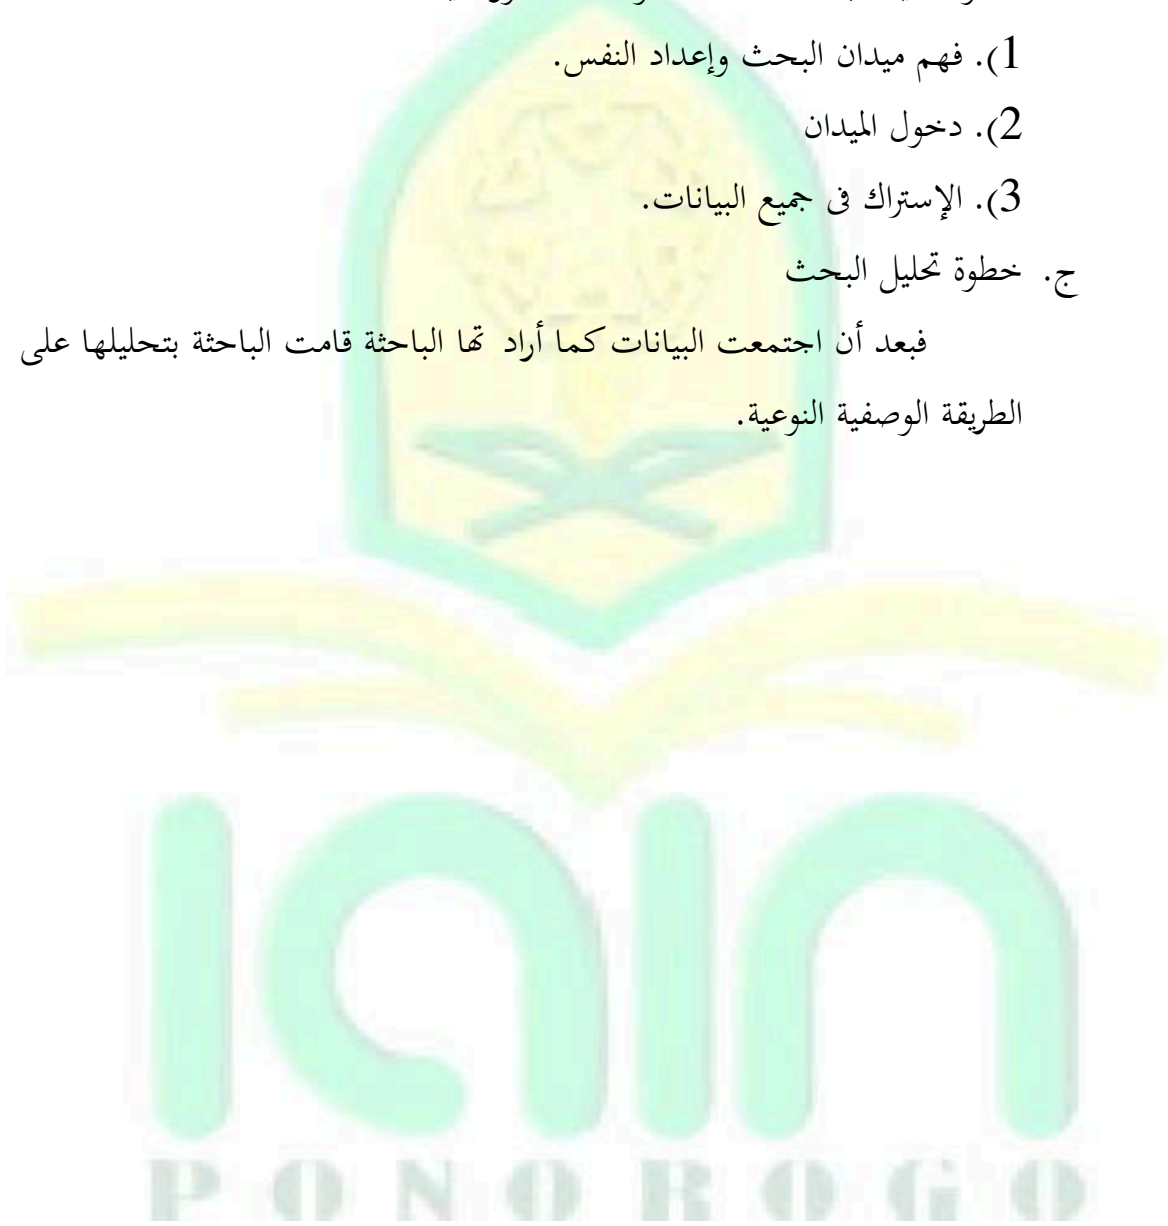 1). فهم ميدان البحث وإعداد النفس.
2). دخول الميدان
3). الإستراك فى جميع البيانات.
ج. خطوة تحليل البحث
فبعد أن اجتمعت البيانات كما أراد تها الباحثة قامت الباحثة بتحليلها على
الطريقة الوصفية النوعية.
iain
PONOROGO